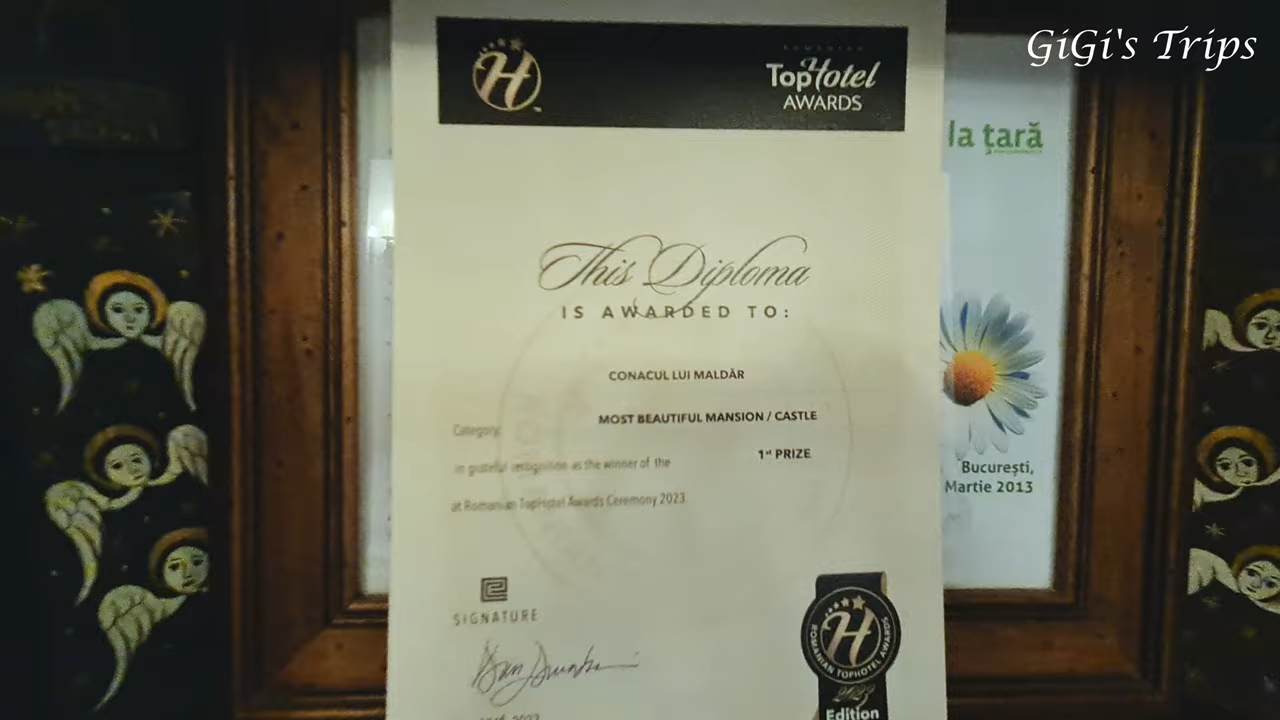 GiGi's Trips
H
ROMANIAN
TopHotel
AWARDS
la țară
This Diploma
IS AWARDED TO:
CONACUL LUI MALDĂR
Category: MOST BEAUTIFUL MANSION / CASTLE
in grateful recognition as the winner of the 1st PRIZE
at Romanian TopHotel Awards Ceremony 2023.
București,
Martie 2013
SIGNATURE
H
ROMANIAN TOPHOTEL AWARDS
2023
Edition